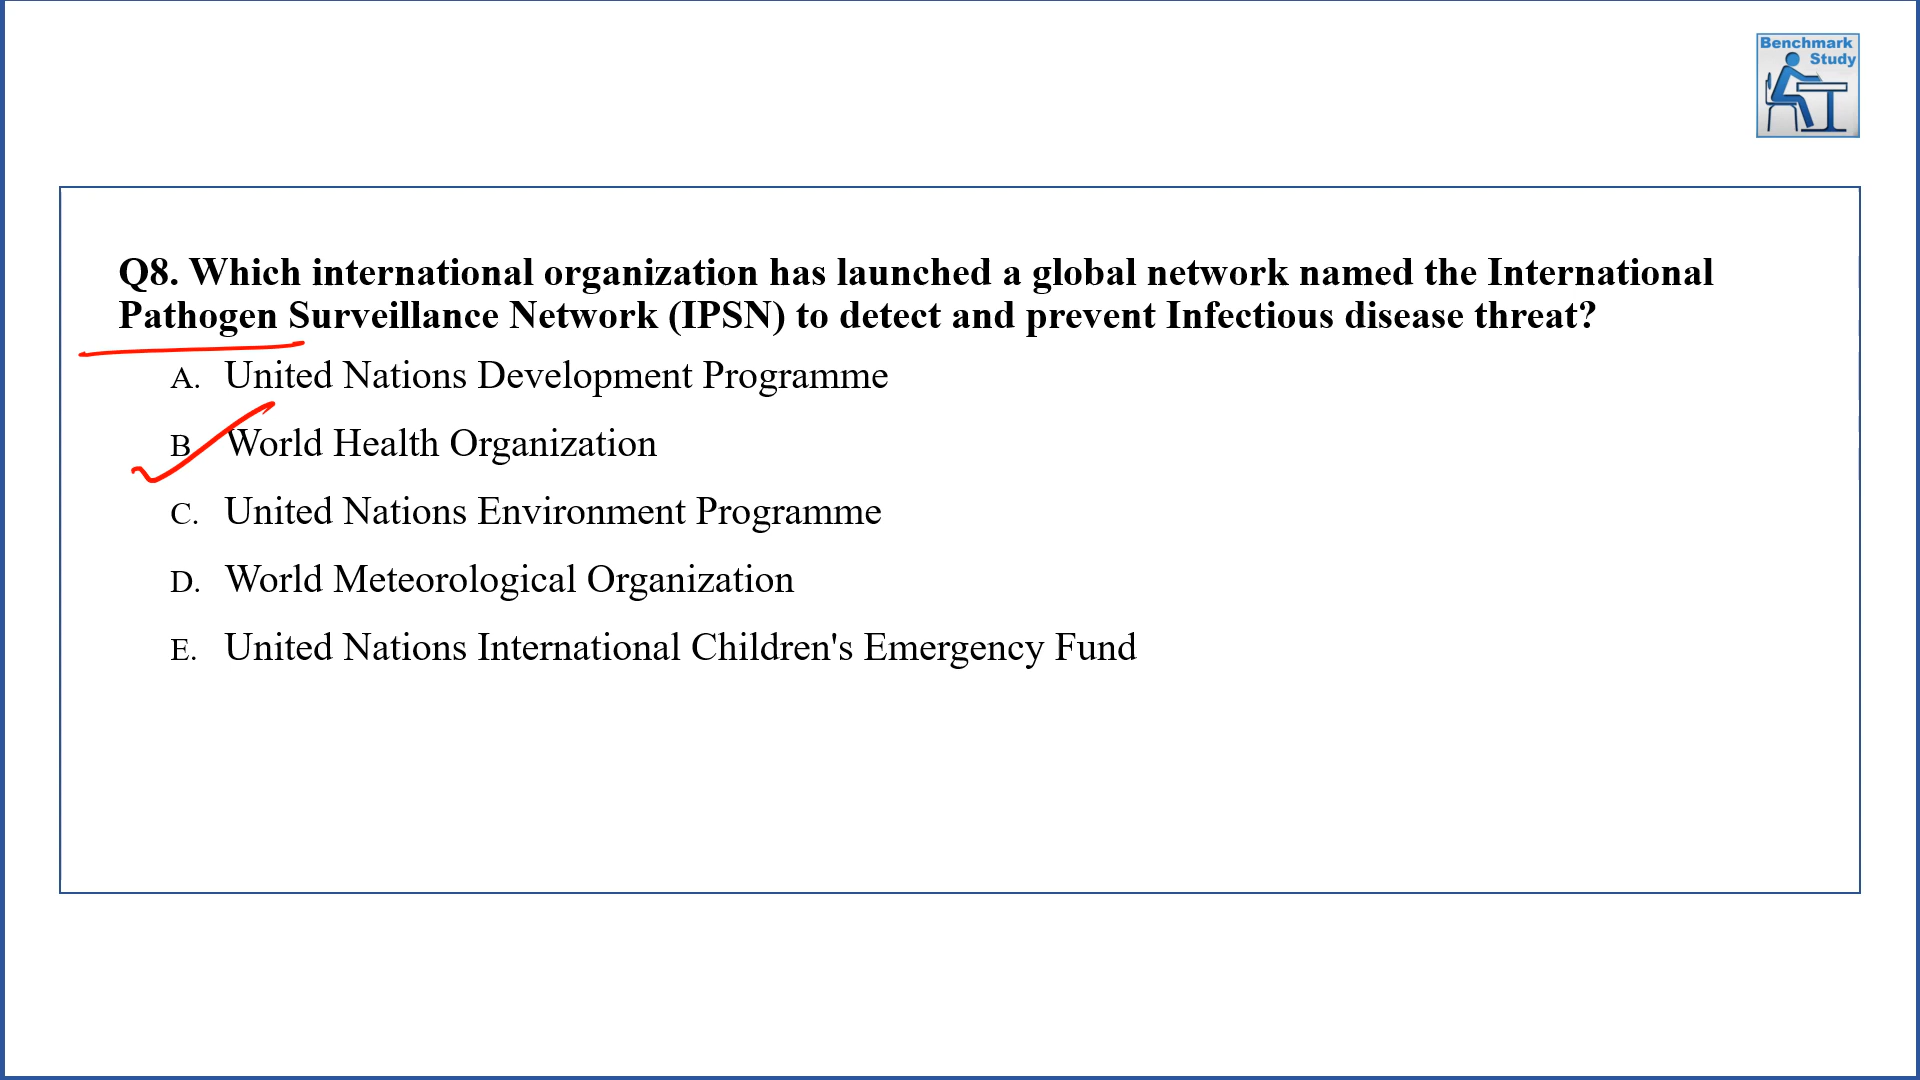 Benchmark
Study
Q8. Which international organization has launched a global network named the International
Pathogen Surveillance Network (IPSN) to detect and prevent Infectious disease threat?
A. United Nations Development Programme
B. World Health Organization
C. United Nations Environment Programme
D. World Meteorological Organization
E. United Nations International Children's Emergency Fund